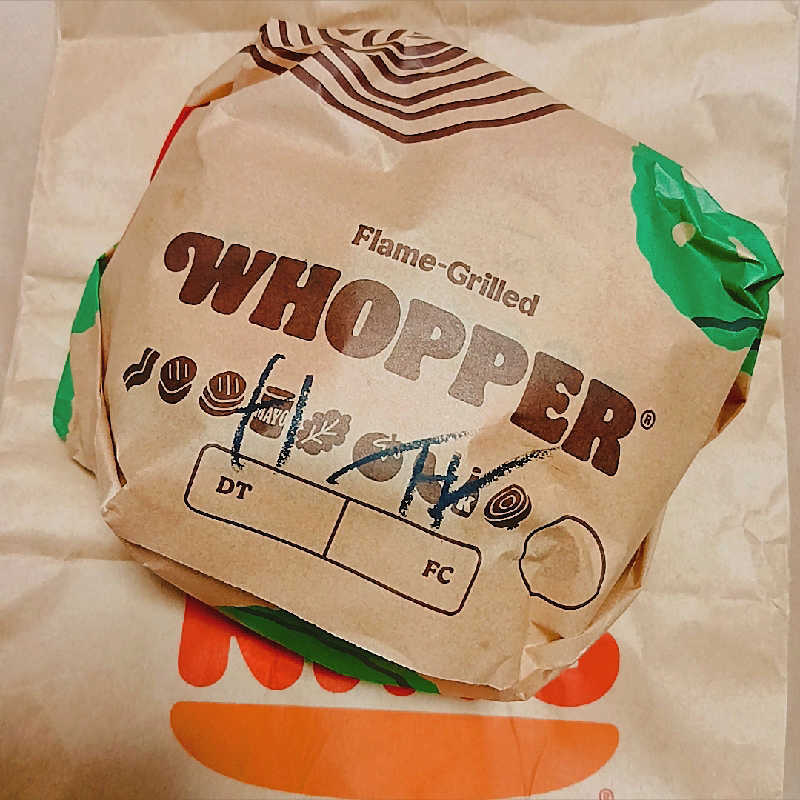 Flame-Grilled
WHOPPER®
MAYO
H
DT
FC
®